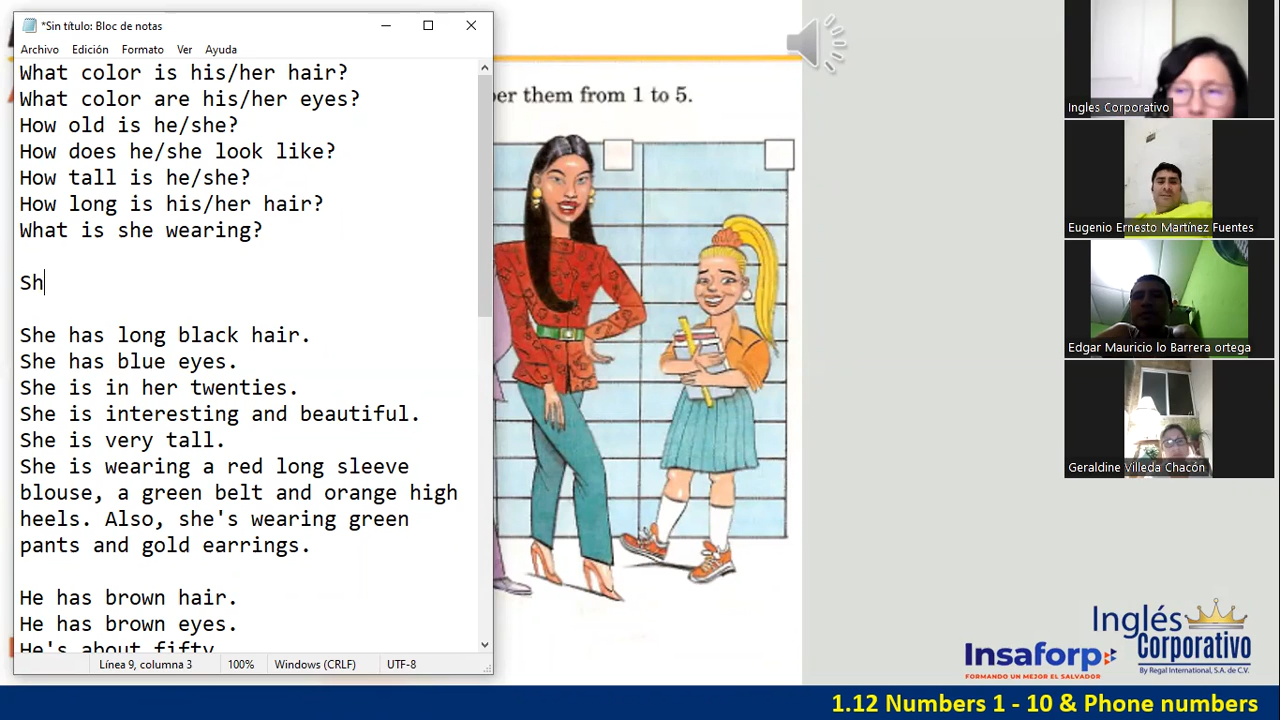 *Sin título: Bloc de notas
Archivo Edición Formato Ver Ayuda
What color is his/her hair?
What color are his/her eyes?
How old is he/she?
How does he/she look like?
How tall is he/she?
How long is his/her hair?
What is she wearing?
Sh
She has long black hair.
She has blue eyes.
She is in her twenties.
She is interesting and beautiful.
She is very tall.
She is wearing a red long sleeve
blouse, a green belt and orange high
heels. Also, she's wearing green
pants and gold earrings.
He has brown hair.
He has brown eyes.
He's about fifty
Línea 9, columna 3 100% Windows (CRLF) UTF-8
ber them from 1 to 5.
Ingles Corporativo
Eugenio Ernesto Martínez Fuentes
Edgar Mauricio lo Barrera ortega
Geraldine Villeda Chacón
Insaforp
FORMANDO UN MEJOR EL SALVADOR
Inglés
Corporativo
By Regal International, S.A. de C.V.
1.12 Numbers 1 - 10 & Phone numbers